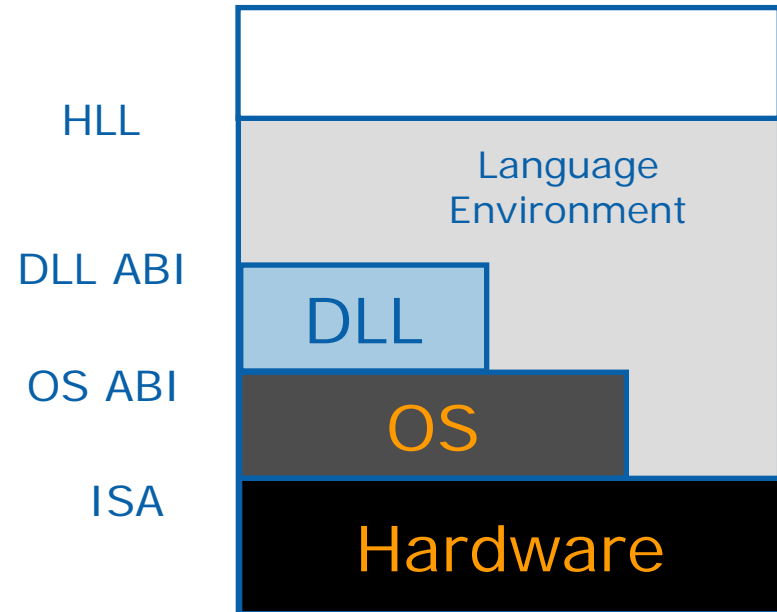 HLL
Language
Environment
DLL ABI
DLL
OS ABI
OS
ISA
Hardware